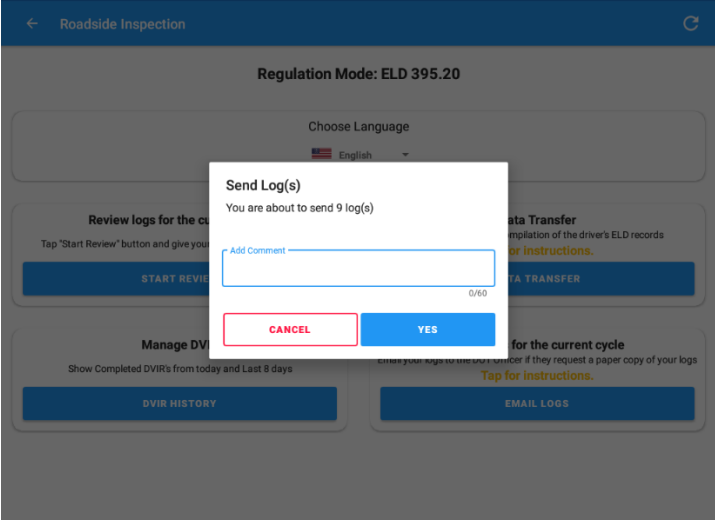 Roadside Inspection
Regulation Mode: ELD 395.20
Choose Language
English
Send Log(s)
You are about to send 9 log(s)
Add Comment
0/60
CANCEL
YES
Review logs for the cu
Tap "Start Review" button and give your
START REVIE
ata Transfer
ompilation of the driver's ELD records
or instructions.
TA TRANSFER
Manage DVI
Show Completed DVIR's from today and Last 8 days
DVIR HISTORY
for the current cycle
Email your logs to the DOT Officer if they request a paper copy of your logs
Tap for instructions.
EMAIL LOGS